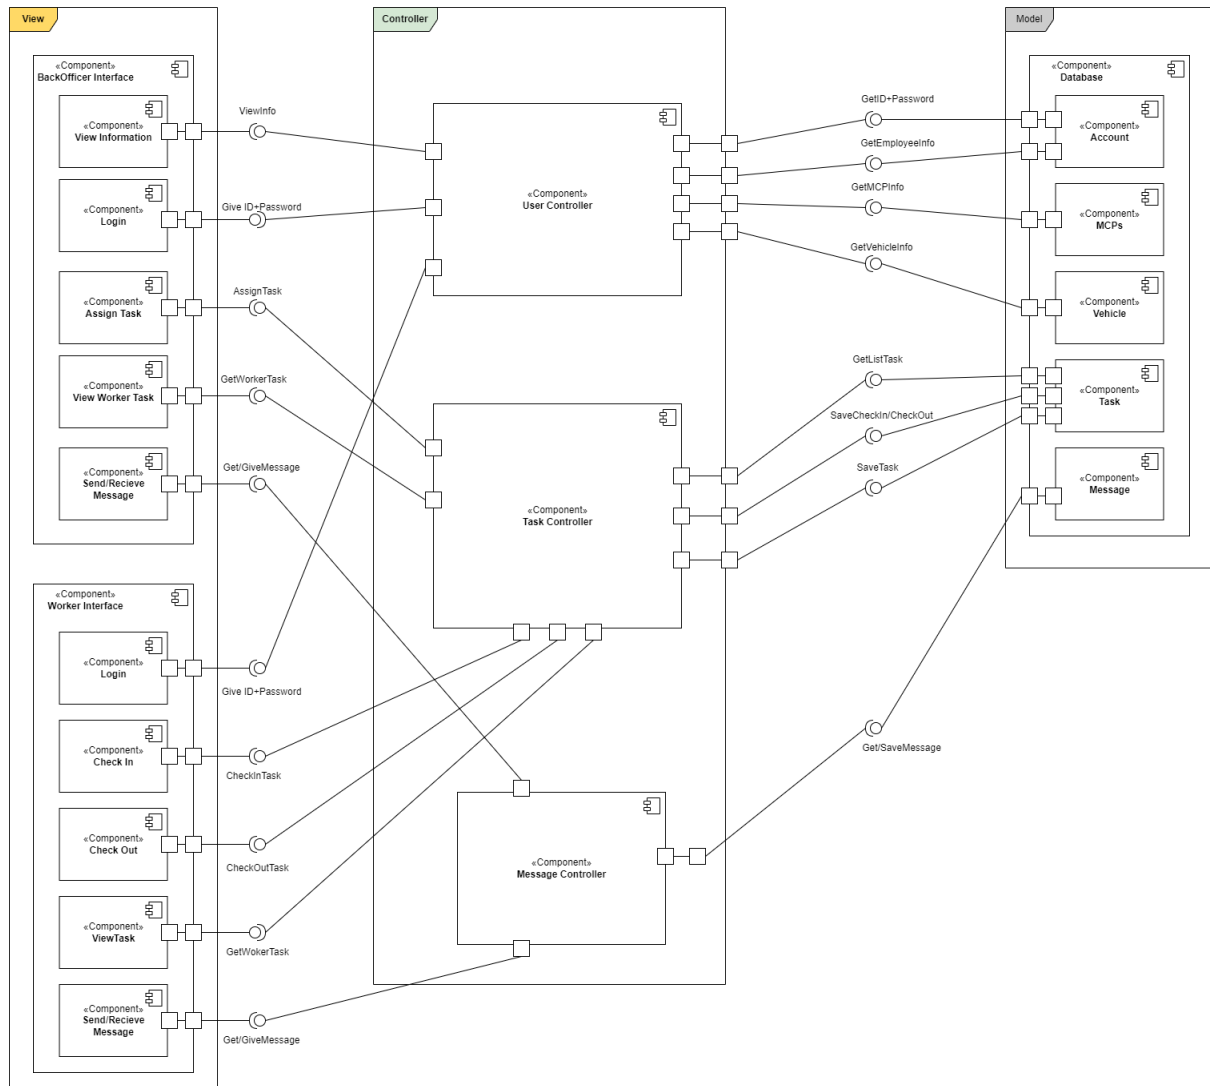 View
«Component»
BackOfficer Interface
«Component»
View Information
«Component»
Login
«Component»
Assign Task
«Component»
View Worker Task
«Component»
Send/Recieve
Message
«Component»
Worker Interface
«Component»
Login
«Component»
Check In
«Component»
Check Out
«Component»
ViewTask
«Component»
Send/Recieve
Message
ViewInfo
Give ID+Password
AssignTask
GetWorkerTask
Get/GiveMessage
Give ID+Password
CheckInTask
CheckOutTask
GetWokerTask
Get/GiveMessage
Controller
«Component»
User Controller
«Component»
Task Controller
«Component»
Message Controller
GetID+Password
GetEmployeeInfo
GetMCPInfo
GetVehicleInfo
GetListTask
SaveCheckIn/CheckOut
SaveTask
Get/SaveMessage
Model
«Component»
Database
«Component»
Account
«Component»
MCPs
«Component»
Vehicle
«Component»
Task
«Component»
Message